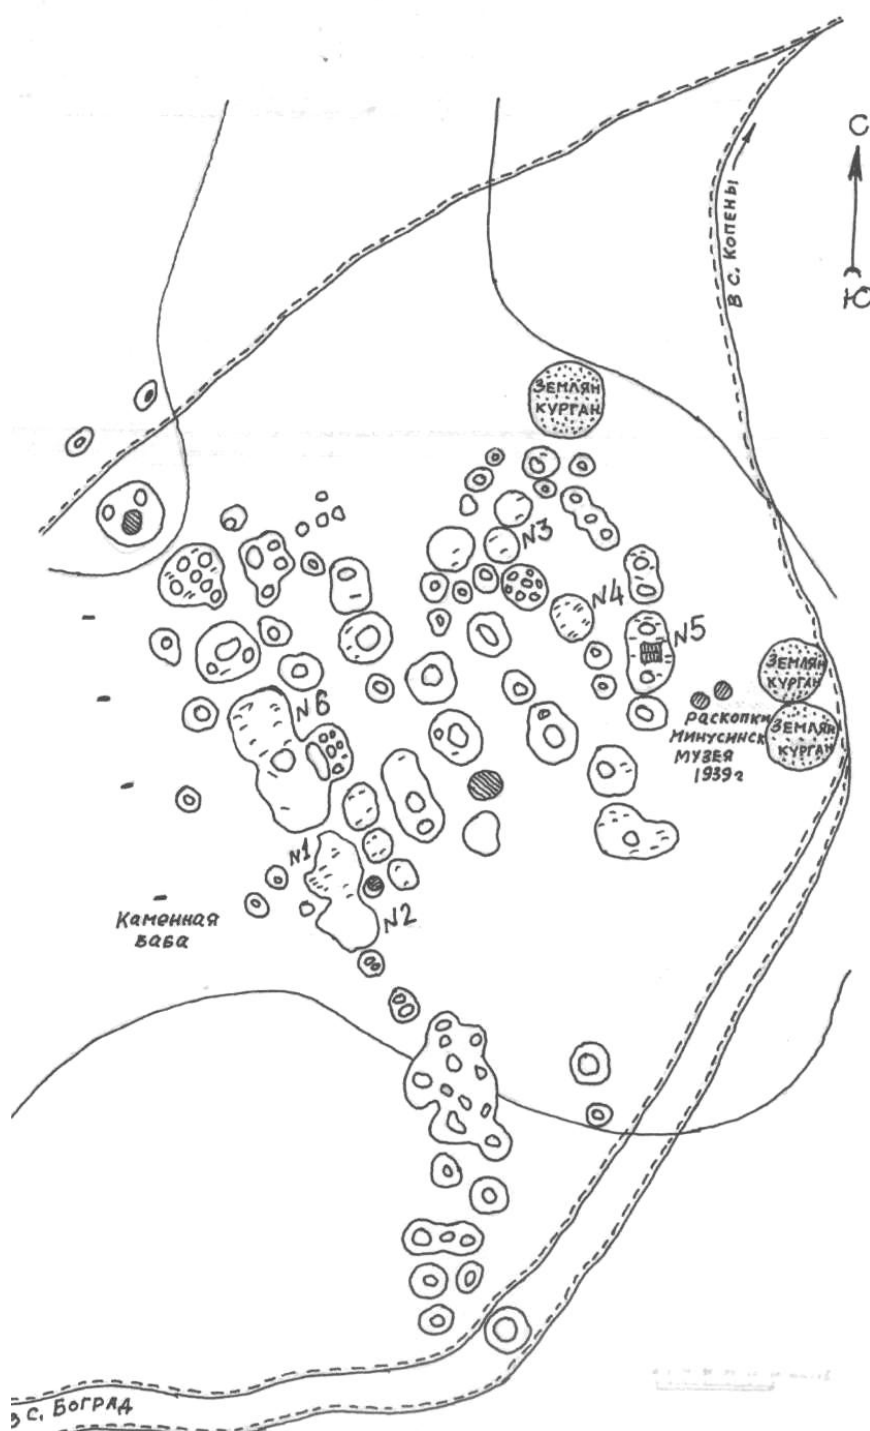 С
В С. КОПЕНЫ
Ю
ЗЕМЛЯН
КУРГАН
N3
N4
N5
ЗЕМЛЯН
КУРГАН
N6
РАСКОПКИ
МИНУСИНСК
МУЗЕЯ
1939г
ЗЕМЛЯН
КУРГАН
N1
N2
КАМЕННАЯ
БАБА
В С. БОГРАД